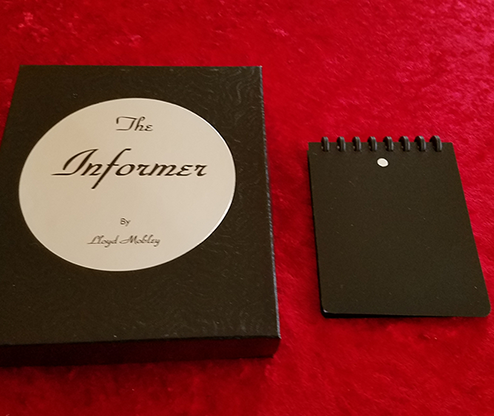 The
Informer
By
Lloyd Mobley